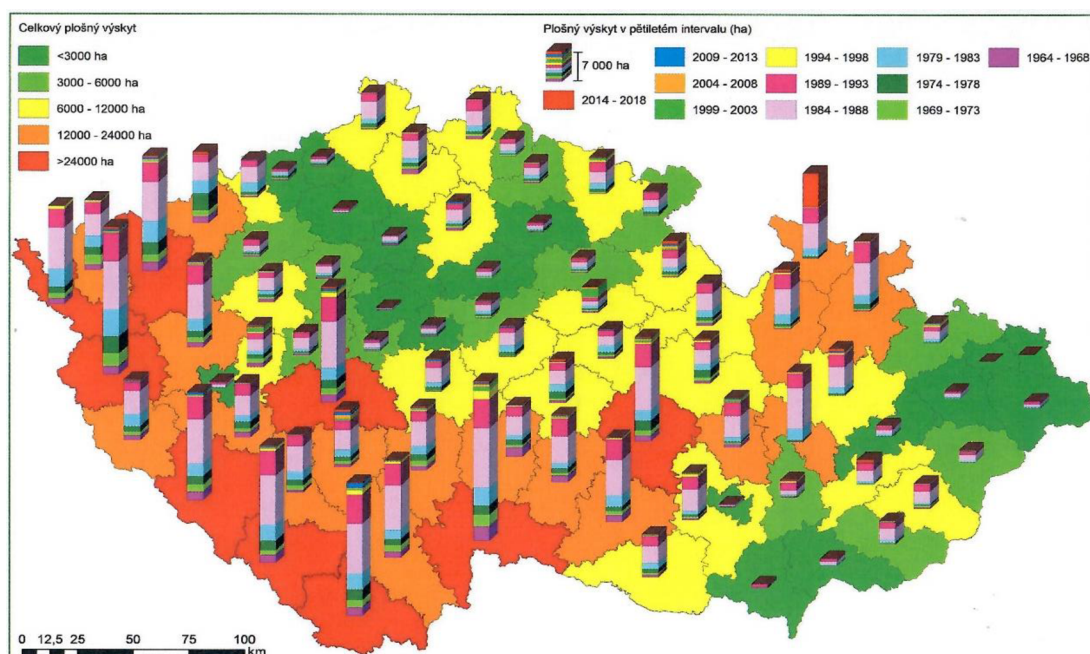 Celkový plošný výskyt
<3000 ha
3000 - 6000 ha
6000 - 12000 ha
12000 - 24000 ha
>24000 ha
Plošný výskyt v pětiletém intervalu (ha)
7 000 ha
2014 - 2018
2009 - 2013
2004 - 2008
1999 - 2003
1994 - 1998
1989 - 1993
1984 - 1988
1979 - 1983
1974 - 1978
1969 - 1973
1964 - 1968
0 12,5 25 50 75 100
km